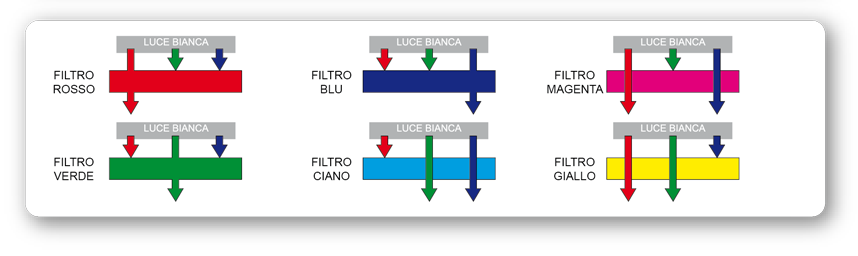 LUCE BIANCA
FILTRO
ROSSO
LUCE BIANCA
FILTRO
BLU
LUCE BIANCA
FILTRO
MAGENTA
LUCE BIANCA
FILTRO
VERDE
LUCE BIANCA
FILTRO
CIANO
LUCE BIANCA
FILTRO
GIALLO